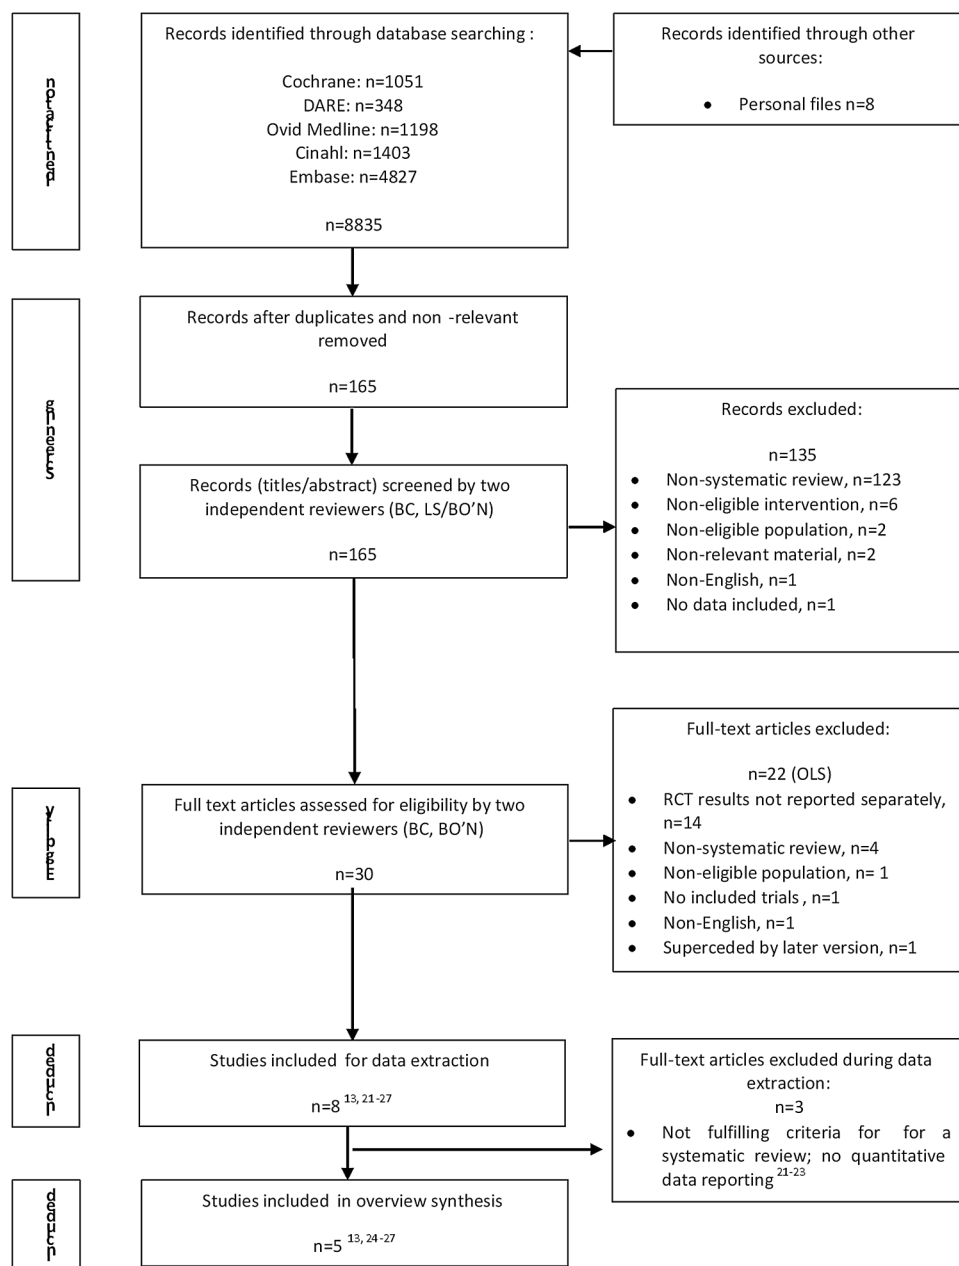 Identification
Records identified through database searching :
Cochrane: n=1051
DARE: n=348
Ovid Medline: n=1198
Cinahl: n=1403
Embase: n=4827
n=8835
Records identified through other
sources:
● Personal files n=8
Screening
Records after duplicates and non -relevant
removed
n=165
Records (titles/abstract) screened by two
independent reviewers (BC, LS/BO’N)
n=165
Records excluded:
n=135
● Non-systematic review, n=123
● Non-eligible intervention, n=6
● Non-eligible population, n=2
● Non-relevant material, n=2
● Non-English, n=1
● No data included, n=1
Eligibility
Full text articles assessed for eligibility by two
independent reviewers (BC, BO’N)
n=30
Full-text articles excluded:
n=22 (OLS)
● RCT results not reported separately,
n=14
● Non-systematic review, n=4
● Non-eligible population, n= 1
● No included trials , n=1
● Non-English, n=1
● Superceded by later version, n=1
Included
Studies included for data extraction
n=8 13, 21-27
Full-text articles excluded during data
extraction:
n=3
● Not fulfilling criteria for for a
systematic review; no quantitative
data reporting 21-23
Included
Studies included in overview synthesis
n=5 13, 24-27